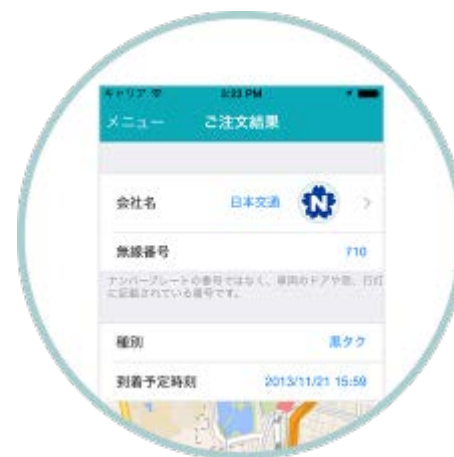 キャリア 3:33 PM
メニュー ご注文結果
会社名 日本交通 N
無線番号 710
ナンバープレートの番号ではなく、車両のドアや窓、行灯
に記載されている番号です。
種別 黒タク
到着予定時刻 2013/11/21 15:59